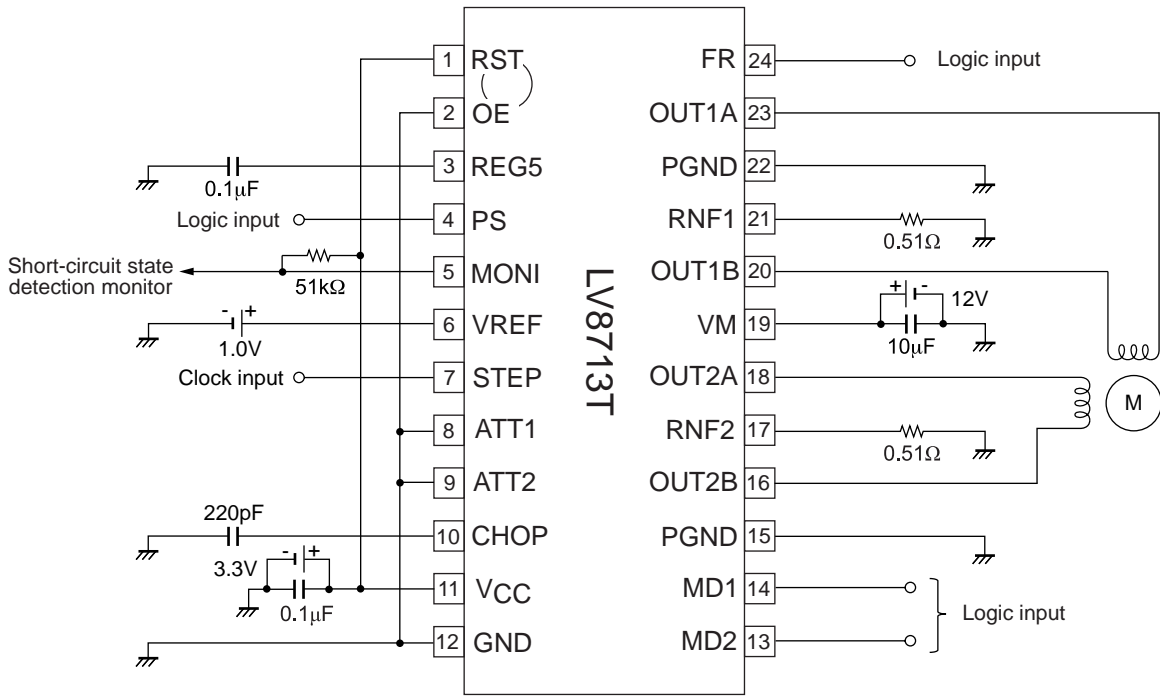 1 RST
2 OE
3 REG5
0.1µF
Logic input
4 PS
Short-circuit state
detection monitor
51kΩ
5 MONI
- +
1.0V
6 VREF
Clock input
7 STEP
8 ATT1
9 ATT2
220pF
10 CHOP
3.3V
- +
0.1µF
11 VCC
12 GND
LV8713T
FR 24
Logic input
OUT1A 23
PGND 22
RNF1 21
0.51Ω
OUT1B 20
+ -
12V
VM 19
10µF
OUT2A 18
M
RNF2 17
0.51Ω
OUT2B 16
PGND 15
MD1 14
Logic input
MD2 13